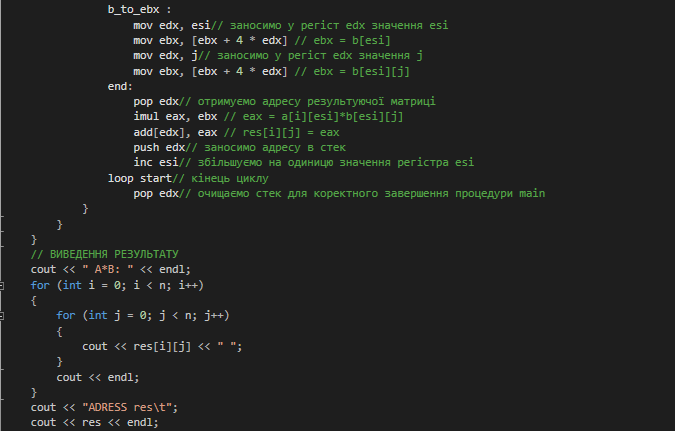 b_to_ebx :
mov edx, esi// заносимо у регіст edx значення esi
mov ebx, [ebx + 4 * edx] // ebx = b[esi]
mov edx, j// заносимо у регіст edx значення j
mov ebx, [ebx + 4 * edx] // ebx = b[esi][j]
end:
pop edx// отримуємо адресу результуючої матриці
imul eax, ebx // eax = a[i][esi]*b[esi][j]
add[edx], eax // res[i][j] = eax
push edx// заносимо адресу в стек
inc esi// збільшуємо на одиницю значення регістра esi
loop start// кінець циклу
pop edx// очищаємо стек для коректного завершення процедури main
}
}
}
// ВИВЕДЕННЯ РЕЗУЛЬТАТУ
cout << " A*B: " << endl;
for (int i = 0; i < n; i++)
{
for (int j = 0; j < n; j++)
{
cout << res[i][j] << " ";
}
cout << endl;
}
cout << "ADRESS res\t";
cout << res << endl;